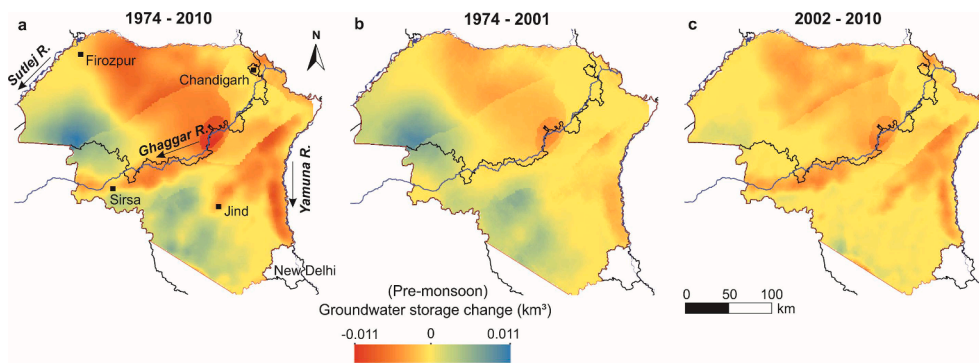 1974 - 2010
1974 - 2001
2002 - 2010
a
b
c
N
Sutlej R.
Firozpur
Chandigarh
Ghaggar R.
Yamuna R.
Sirsa
Jind
New Delhi
(Pre-monsoon)
Groundwater storage change (km³)
-0.011 0 0.011
0 50 100
km